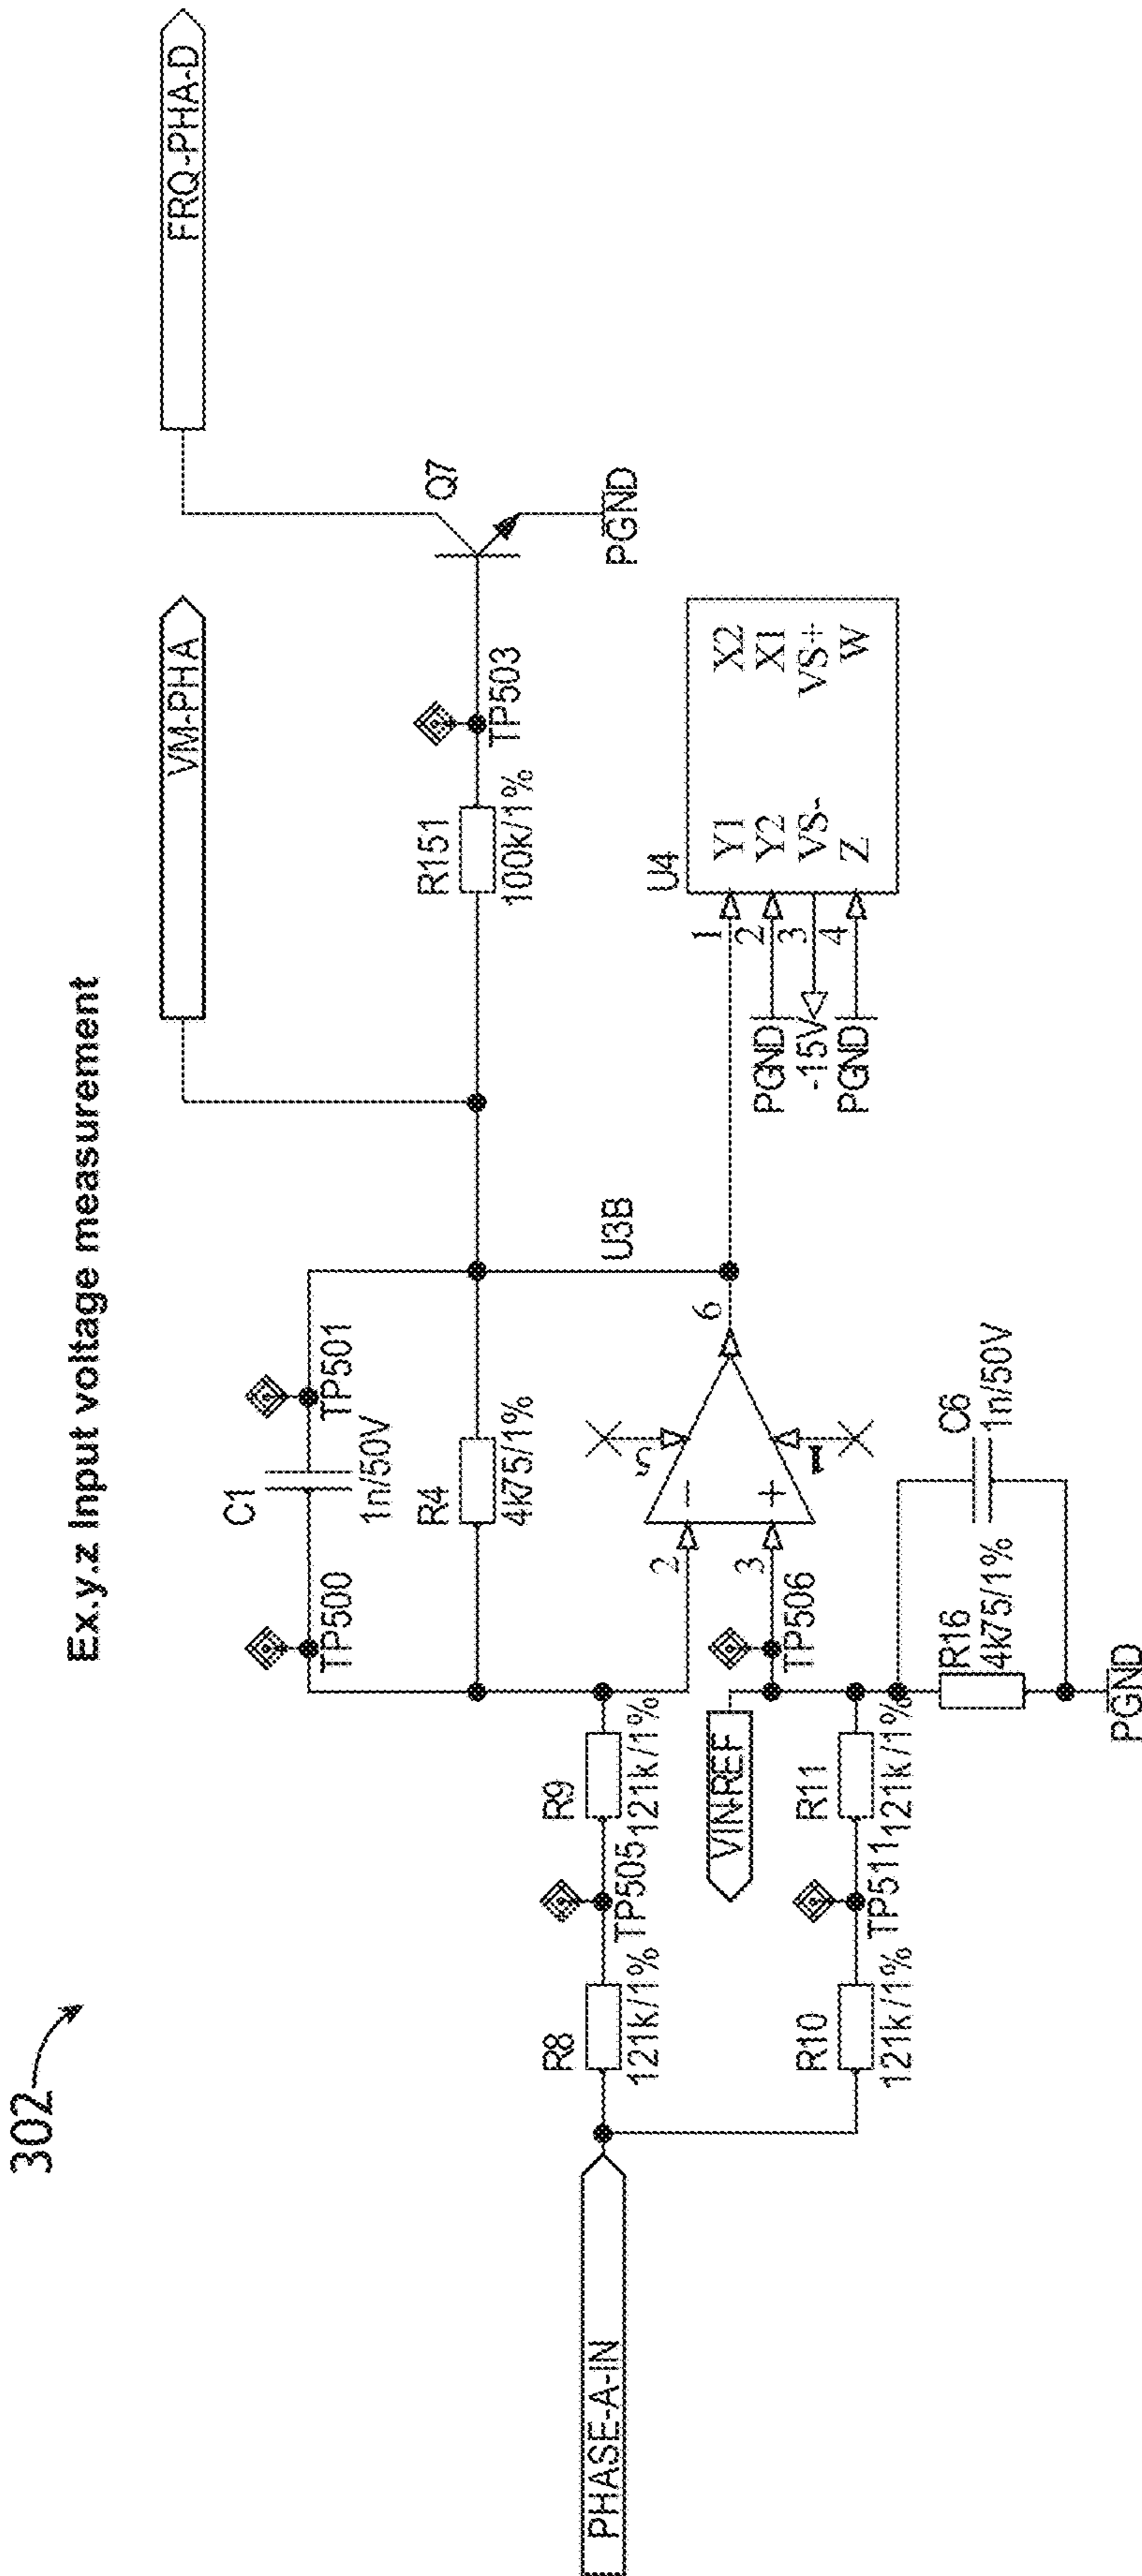 302
Ex.y.z Input voltage measurement
VM-PHA
FRQ-PHA-D
C1
1n/50V
TP500
TP501
R4
4k75/1%
R151
100k/1%
TP503
Q7
PGND
PHASE-A-IN
R8
121k/1%
TP505
R9
121k/1%
VINREF
TP506
R10
121k/1%
TP511
R11
121k/1%
R16
4k75/1%
C6
1n/50V
PGND
2
3
-
+
5
1
6
U3B
U4
1
2
3
4
PGND
-15V
PGND
Y1 X2
Y2 X1
VS- VS+
Z W